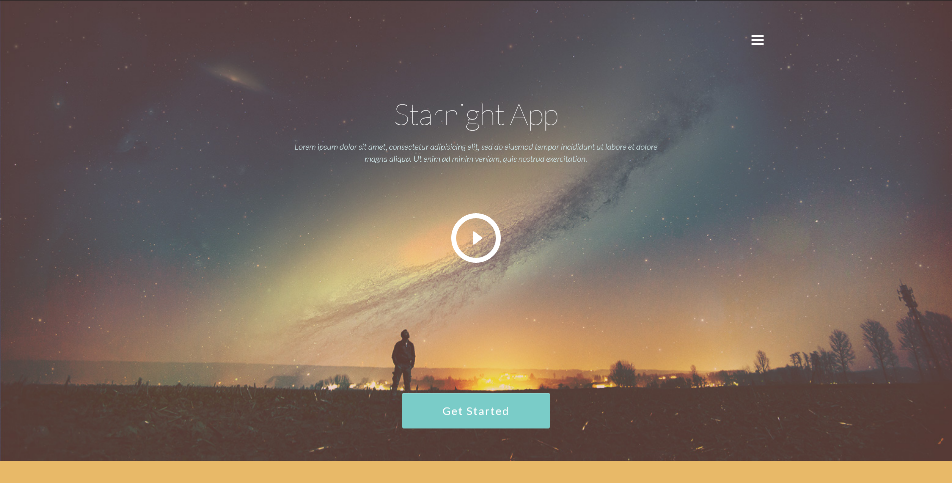 Starnight App
Lorem ipsum dolor sit amet, consectetur adipisicing elit, sed do eiusmod tempor incididunt ut labore et dolore
magna aliqua. Ut enim ad minim veniam, quis nostrud exercitation.
Get Started